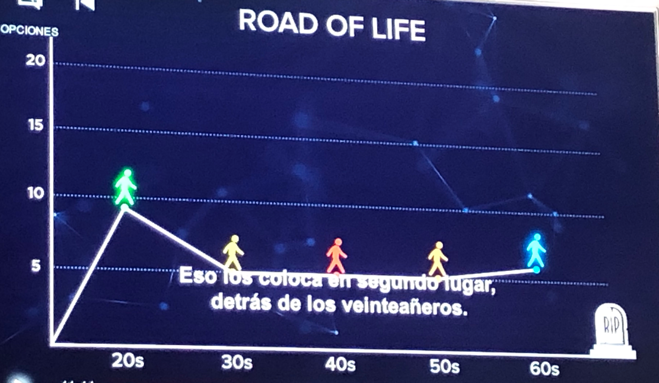 ROAD OF LIFE
OPCIONES
20
15
10
5
Eso los coloca en segundo lugar,
detrás de los veinteañeros.
RIP
20s 30s 40s 50s 60s